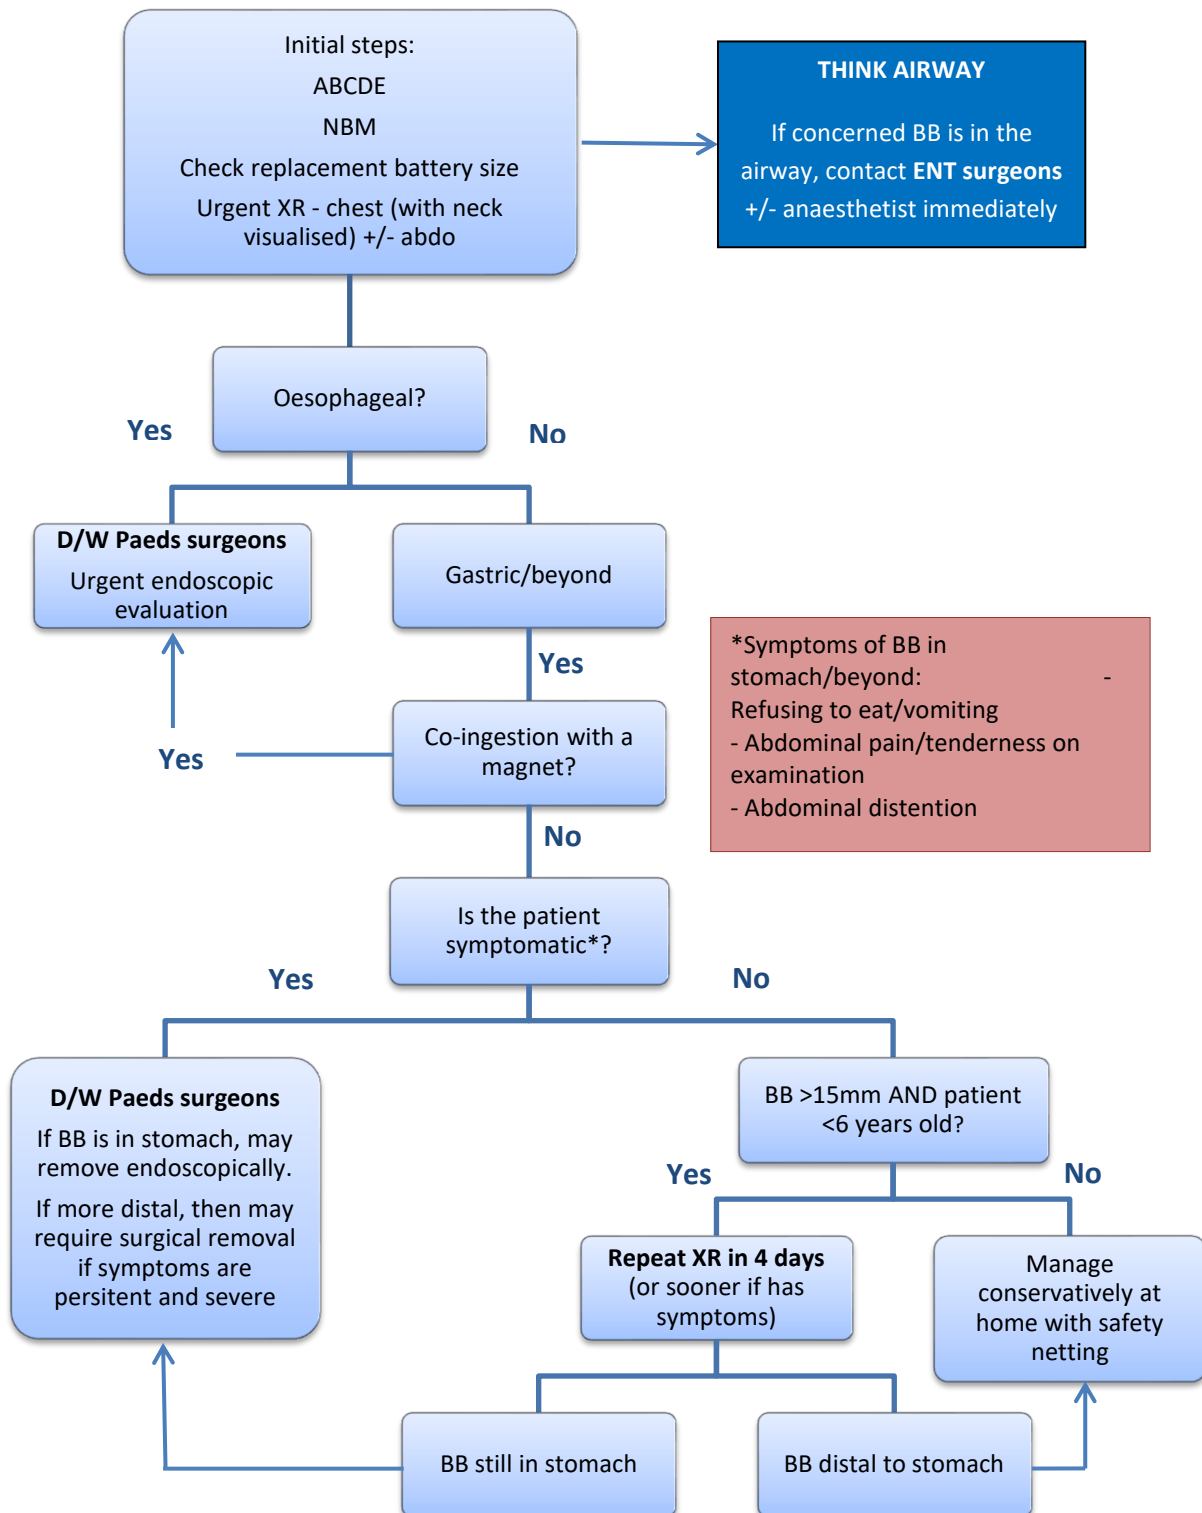 Initial steps:
ABCDE
NBM
Check replacement battery size
Urgent XR - chest (with neck
visualised) +/- abdo
THINK AIRWAY
If concerned BB is in the
airway, contact ENT surgeons
+/- anaesthetist immediately
Oesophageal?
Yes
No
D/W Paeds surgeons
Urgent endoscopic
evaluation
Gastric/beyond
Yes
Co-ingestion with a
magnet?
Yes
No
*Symptoms of BB in
stomach/beyond: -
Refusing to eat/vomiting
- Abdominal pain/tenderness on
examination
- Abdominal distention
Is the patient
symptomatic*?
Yes
No
D/W Paeds surgeons
If BB is in stomach, may
remove endoscopically.
If more distal, then may
require surgical removal
if symptoms are
persitent and severe
BB >15mm AND patient
<6 years old?
Yes
No
Repeat XR in 4 days
(or sooner if has
symptoms)
Manage
conservatively at
home with safety
netting
BB still in stomach
BB distal to stomach